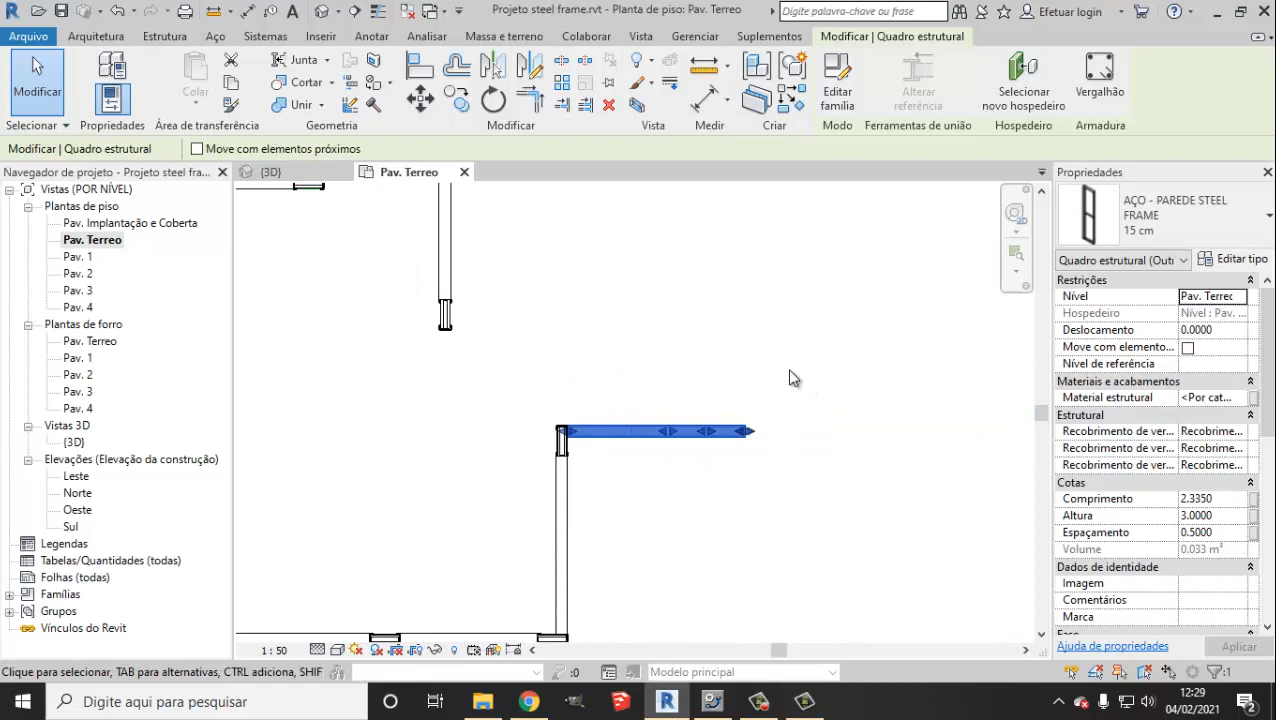 Projeto steel frame.rvt - Planta de piso: Pav. Terreo
Digite palavra-chave ou frase
Efetuar login
Arquivo
Arquitetura
Estrutura
Aço
Sistemas
Inserir
Anotar
Analisar
Massa e terreno
Colaborar
Vista
Gerenciar
Suplementos
Modificar | Quadro estrutural
Modificar
Colar
Junta
Cortar
Unir
Editar família
Alterar referência
Selecionar novo hospedeiro
Vergalhão
Selecionar
Propriedades
Área de transferência
Geometria
Modificar
Vista
Medir
Criar
Modo
Ferramentas de união
Hospedeiro
Armadura
Modificar | Quadro estrutural
Move com elementos próximos
Navegador de projeto - Projeto steel fra...
{3D}
Pav. Terreo
Vistas (POR NÍVEL)
Plantas de piso
Pav. Implantação e Coberta
Pav. Terreo
Pav. 1
Pav. 2
Pav. 3
Pav. 4
Plantas de forro
Pav. Terreo
Pav. 1
Pav. 2
Pav. 3
Pav. 4
Vistas 3D
{3D}
Elevações (Elevação da construção)
Leste
Norte
Oeste
Sul
Legendas
Tabelas/Quantidades (todas)
Folhas (todas)
Famílias
Grupos
Vínculos do Revit
2D
1 : 50
Propriedades
AÇO - PAREDE STEEL
FRAME
15 cm
Quadro estrutural (Outr
Editar tipo
Restrições
Nível Pav. Terrec
Hospedeiro Nível : Pav. ...
Deslocamento 0.0000
Move com elemento...
Nível de referência
Materiais e acabamentos
Material estrutural <Por cat...
Estrutural
Recobrimento de ver... Recobrime...
Recobrimento de ver... Recobrime...
Recobrimento de ver... Recobrime...
Cotas
Comprimento 2.3350
Altura 3.0000
Espaçamento 0.5000
Volume 0.033 m³
Dados de identidade
Imagem
Comentários
Marca
Ajuda de propriedades
Aplicar
Clique para selecionar, TAB para alternativas, CTRL adiciona, SHIF
:0
Modelo principal
:1
Digite aqui para pesquisar
12:29
04/02/2021
2